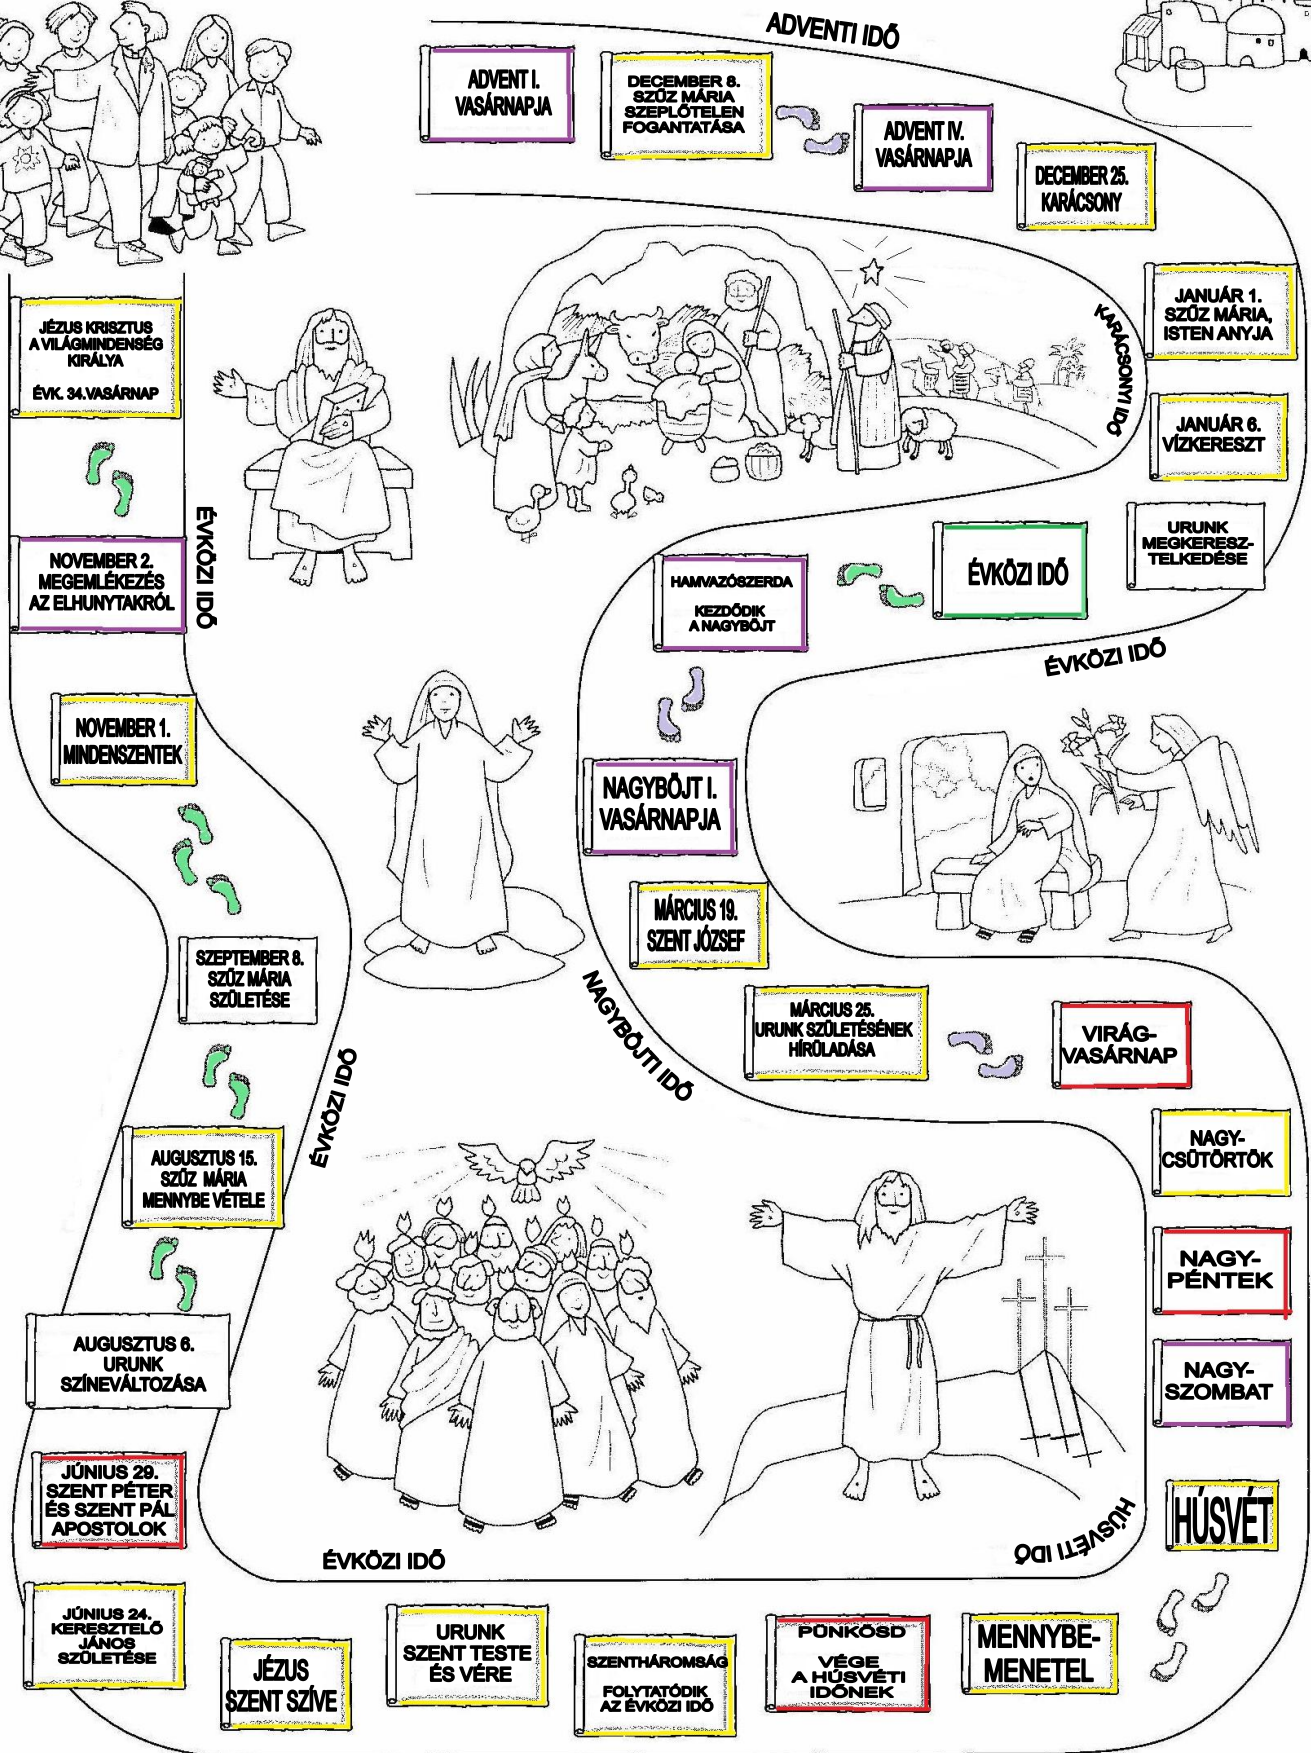 ADVENTI IDŐ
ADVENT I.
VASÁRNAPJA
DECEMBER 8.
SZŰZ MÁRIA
SZEPLŐTELEN
FOGANTATÁSA
ADVENT IV.
VASÁRNAPJA
DECEMBER 25.
KARÁCSONY
KARÁCSONYI IDŐ
JANUÁR 1.
SZŰZ MÁRIA,
ISTEN ANYJA
JANUÁR 6.
VÍZKERESZT
URUNK
MEGKERESZ-
TELKEDÉSE
ÉVKÖZI IDŐ
ÉVKÖZI IDŐ
HAMVAZÓSZERDA
KEZDŐDIK
A NAGYBÖJT
NAGYBÖJT I.
VASÁRNAPJA
MÁRCIUS 19.
SZENT JÓZSEF
NAGYBÖJTI IDŐ
MÁRCIUS 25.
URUNK SZÜLETÉSÉNEK
HÍRÜLADÁSA
VIRÁG-
VASÁRNAP
NAGY-
CSÜTÖRTÖK
NAGY-
PÉNTEK
NAGY-
SZOMBAT
HÚSVÉT
HÚSVÉTI IDŐ
MENNYBE-
MENETEL
PÜNKÖSD
VÉGE
A HÚSVÉTI
IDŐNEK
SZENTHÁROMSÁG
FOLYTATÓDIK
AZ ÉVKÖZI IDŐ
URUNK
SZENT TESTE
ÉS VÉRE
ÉVKÖZI IDŐ
JÉZUS
SZENT SZÍVE
JÚNIUS 24.
KERESZTELŐ
JÁNOS
SZÜLETÉSE
JÚNIUS 29.
SZENT PÉTER
ÉS SZENT PÁL
APOSTOLOK
AUGUSZTUS 6.
URUNK
SZÍNEVÁLTOZÁSA
AUGUSZTUS 15.
SZŰZ MÁRIA
MENNYBE VÉTELE
ÉVKÖZI IDŐ
SZEPTEMBER 8.
SZŰZ MÁRIA
SZÜLETÉSE
NOVEMBER 1.
MINDENSZENTEK
NOVEMBER 2.
MEGEMLÉKEZÉS
AZ ELHUNYTAKRÓL
ÉVKÖZI IDŐ
JÉZUS KRISZTUS
A VILÁGMINDENSÉG
KIRÁLYA
ÉVK. 34.VASÁRNAP